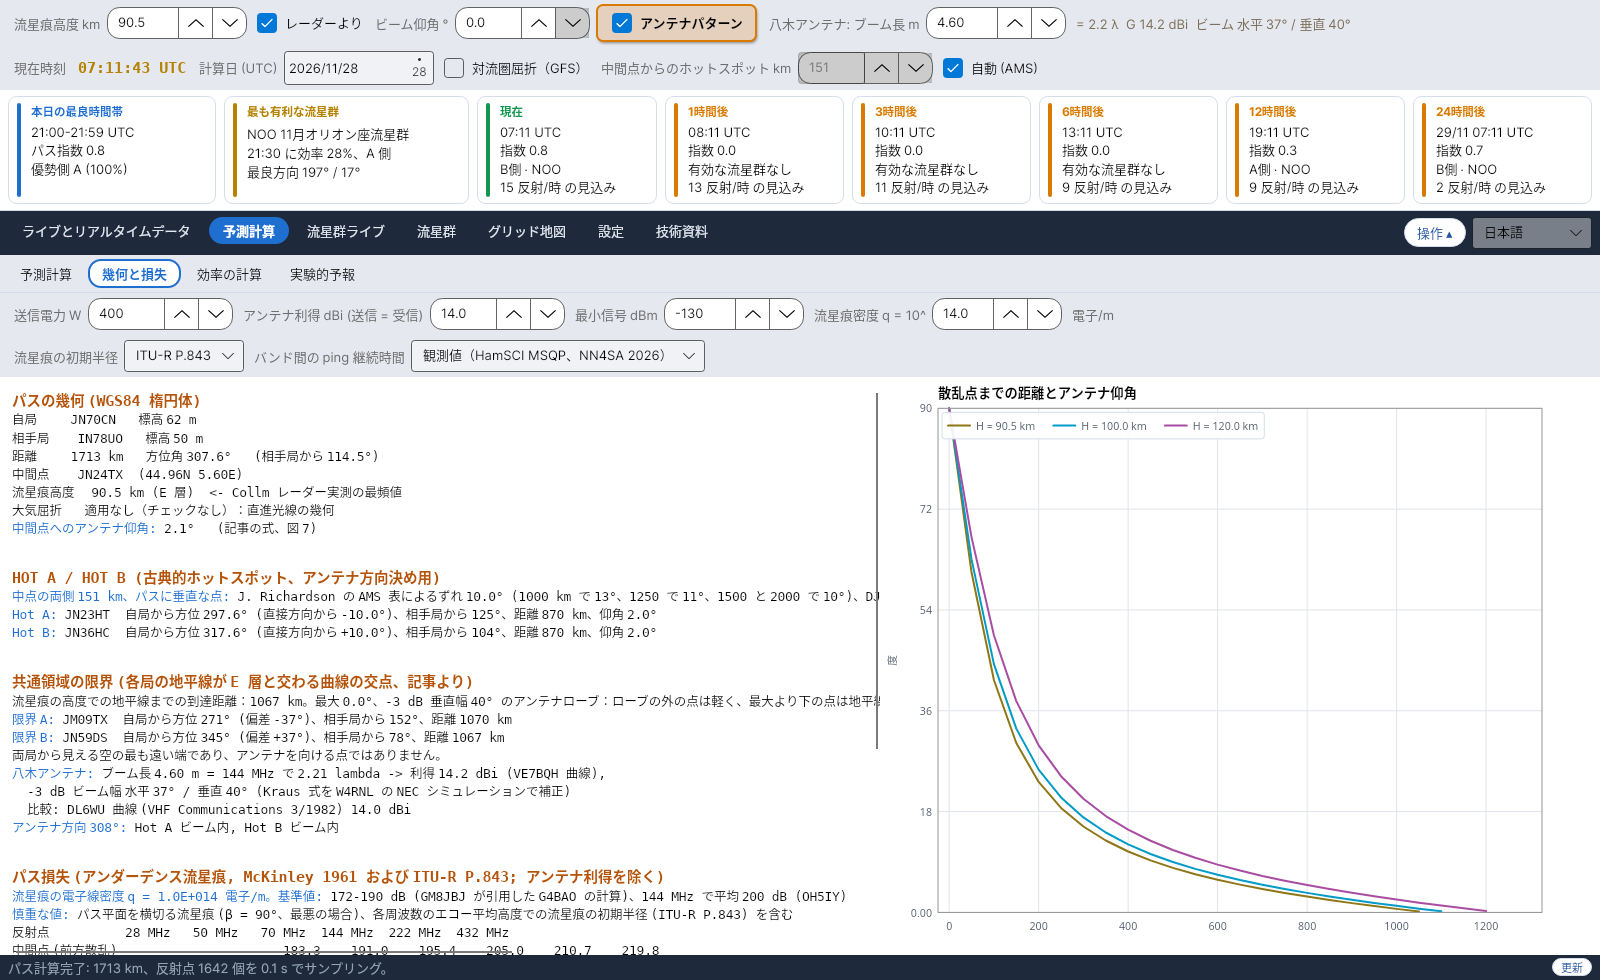 流星痕高度 km 90.5 レーダーより ビーム仰角 ° 0.0 アンテナパターン 八木アンテナ: ブーム長 m 4.60 = 2.2 λ G 14.2 dBi ビーム 水平 37° / 垂直 40°
現在時刻 07:11:43 UTC 計算日 (UTC) 2026/11/28 28 対流圏屈折（GFS） 中間点からのホットスポット km 151 自動 (AMS)
本日の最良時間帯
21:00-21:59 UTC
パス指数 0.8
優勢側 A (100%)
最も有利な流星群
NOO 11月オリオン座流星群
21:30 に効率 28%、A 側
最良方向 197° / 17°
現在
07:11 UTC
指数 0.8
B側 · NOO
15 反射/時 の見込み
1時間後
08:11 UTC
指数 0.0
有効な流星群なし
13 反射/時 の見込み
3時間後
10:11 UTC
指数 0.0
有効な流星群なし
11 反射/時 の見込み
6時間後
13:11 UTC
指数 0.0
有効な流星群なし
9 反射/時 の見込み
12時間後
19:11 UTC
指数 0.3
A側 · NOO
9 反射/時 の見込み
24時間後
29/11 07:11 UTC
指数 0.7
B側 · NOO
2 反射/時 の見込み
ライブとリアルタイムデータ 予測計算 流星群ライブ 流星群 グリッド地図 設定 技術資料 操作 ▴ 日本語
予測計算 幾何と損失 効率の計算 実験的予報
送信電力 W 400 アンテナ利得 dBi (送信 = 受信) 14.0 最小信号 dBm -130 流星痕密度 q = 10^ 14.0 電子/m
流星痕の初期半径 ITU-R P.843 バンド間の ping 継続時間 観測値（HamSCI MSQP、NN4SA 2026）
パスの幾何 (WGS84 楕円体)
自局 JN70CN 標高 62 m
相手局 IN78UO 標高 50 m
距離 1713 km 方位角 307.6° (相手局から 114.5°)
中間点 JN24TX (44.96N 5.60E)
流星痕高度 90.5 km (E 層) <- Collm レーダー実測の最頻値
大気屈折 適用なし（チェックなし）：直進光線の幾何
中間点へのアンテナ仰角: 2.1° (記事の式、図 7)
HOT A / HOT B (古典的ホットスポット、アンテナ方向決め用)
中点の両側 151 km、パスに垂直な点: J. Richardson の AMS 表によるずれ 10.0° (1000 km で 13°、1250 で 11°、1500 と 2000 で 10°)、DJ
Hot A: JN23HT 自局から方位 297.6° (直接方向から -10.0°)、相手局から 125°、距離 870 km、仰角 2.0°
Hot B: JN36HC 自局から方位 317.6° (直接方向から +10.0°)、相手局から 104°、距離 870 km、仰角 2.0°
共通領域の限界 (各局の地平線が E 層と交わる曲線の交点、記事より)
流星痕の高度での地平線までの到達距離：1067 km。最大 0.0°、-3 dB 垂直幅 40° のアンテナローブ：ローブの外の点は軽く、最大より下の点は地平線
限界 A: JM09TX 自局から方位 271° (偏差 -37°)、相手局から 152°、距離 1070 km
限界 B: JN59DS 自局から方位 345° (偏差 +37°)、相手局から 78°、距離 1067 km
両局から見える空の最も遠い端であり、アンテナを向ける点ではありません。
八木アンテナ: ブーム長 4.60 m = 144 MHz で 2.21 lambda -> 利得 14.2 dBi (VE7BQH 曲線),
-3 dB ビーム幅 水平 37° / 垂直 40° (Kraus 式を W4RNL の NEC シミュレーションで補正)
比較: DL6WU 曲線 (VHF Communications 3/1982) 14.0 dBi
アンテナ方向 308°: Hot A ビーム内, Hot B ビーム内
パス損失 (アンダーデンス流星痕, McKinley 1961 および ITU-R P.843; アンテナ利得を除く)
流星痕の電子線密度 q = 1.0E+014 電子/m。基準値: 172-190 dB (GM8JBJ が引用した G4BAO の計算)、144 MHz で平均 200 dB (OH5IY)
慎重な値: パス平面を横切る流星痕 (β = 90°、最悪の場合)、各周波数のエコー平均高度での流星痕の初期半径 (ITU-R P.843) を含む
反射点 28 MHz 50 MHz 70 MHz 144 MHz 222 MHz 432 MHz
中間点 (前方散乱) 183.3 191.0 195.4 205.0 210.7 219.8
散乱点までの距離とアンテナ仰角
H = 90.5 km H = 100.0 km H = 120.0 km
度
90
72
54
36
18
0.00
0 200 400 600 800 1000 1200
パス計算完了: 1713 km、反射点 1642 個を 0.1 s でサンプリング。 更新